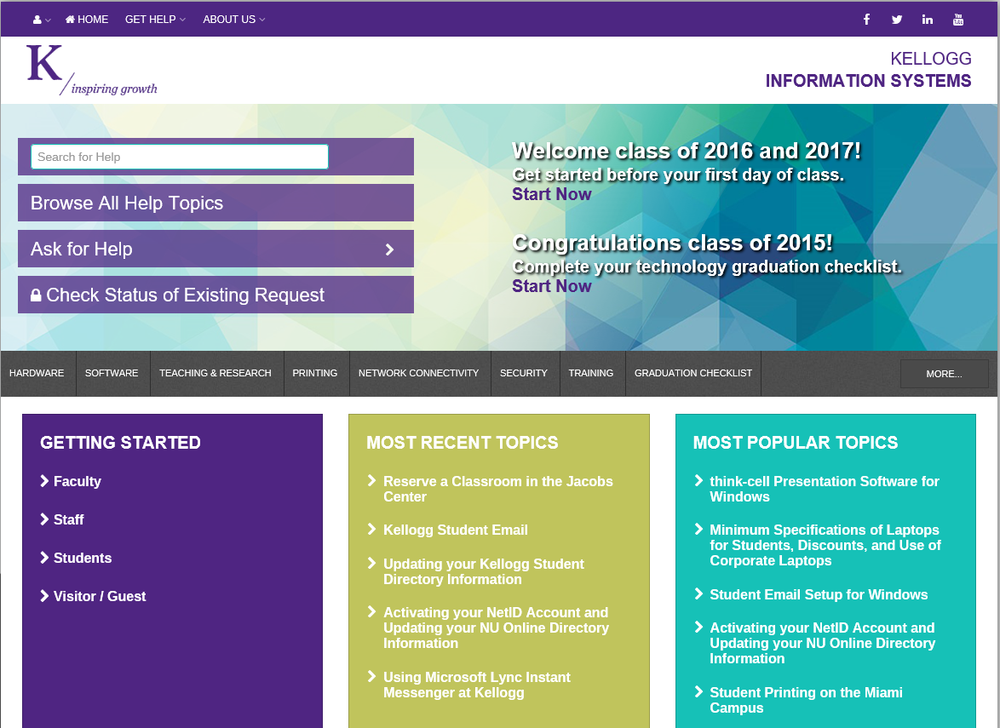 HOME GET HELP ABOUT US
You
Tube
K
inspiring growth
KELLOGG
INFORMATION SYSTEMS
Search for Help
Browse All Help Topics
Ask for Help
Check Status of Existing Request
Welcome class of 2016 and 2017!
Get started before your first day of class.
Start Now
Congratulations class of 2015!
Complete your technology graduation checklist.
Start Now
HARDWARE SOFTWARE TEACHING & RESEARCH PRINTING NETWORK CONNECTIVITY SECURITY TRAINING GRADUATION CHECKLIST MORE...
GETTING STARTED
Faculty
Staff
Students
Visitor / Guest
MOST RECENT TOPICS
Reserve a Classroom in the Jacobs
Center
Kellogg Student Email
Updating your Kellogg Student
Directory Information
Activating your NetID Account and
Updating your NU Online Directory
Information
Using Microsoft Lync Instant
Messenger at Kellogg
MOST POPULAR TOPICS
think-cell Presentation Software for
Windows
Minimum Specifications of Laptops
for Students, Discounts, and Use of
Corporate Laptops
Student Email Setup for Windows
Activating your NetID Account and
Updating your NU Online Directory
Information
Student Printing on the Miami
Campus